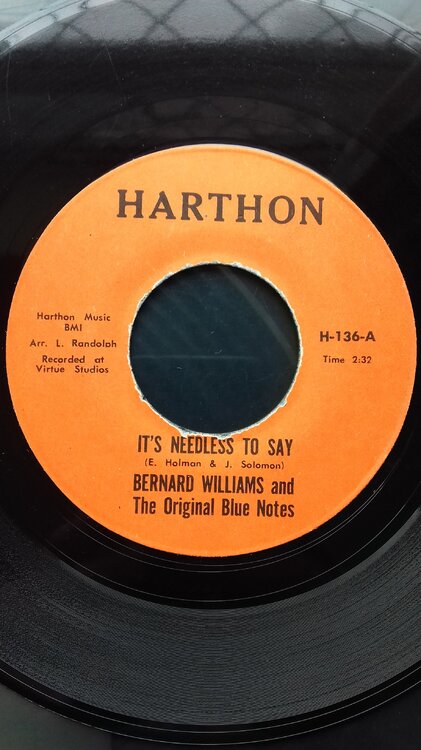 HARTHON
Harthon Music
BMI
Arr. L. Randolph
Recorded at
Virtue Studios
H-136-A
Time 2:32
IT'S NEEDLESS TO SAY
(E. Holman & J. Solomon)
BERNARD WILLIAMS and
The Original Blue Notes